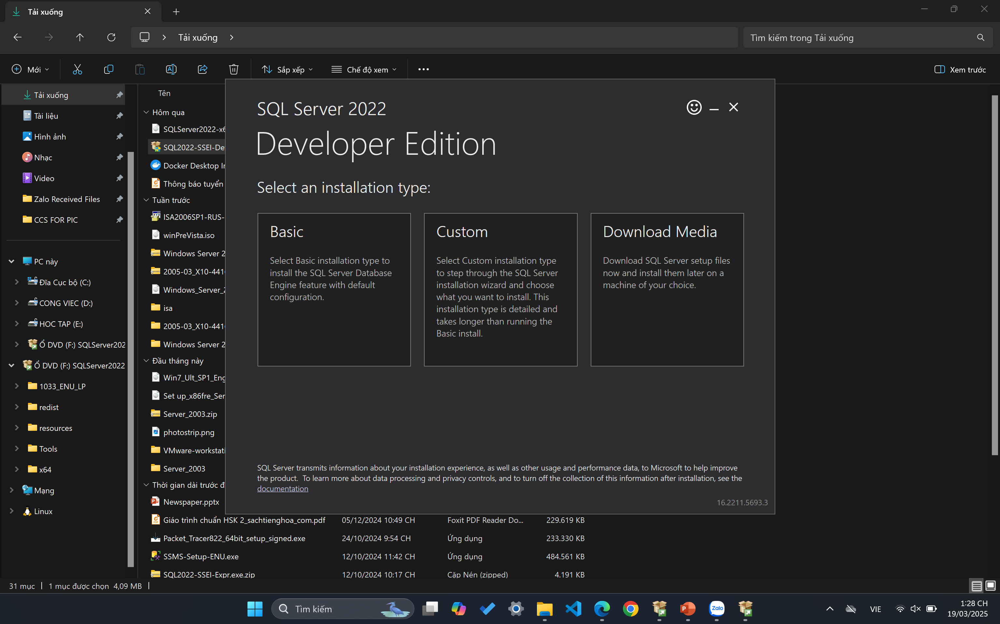 Tải xuống
Tải xuống
Tìm kiếm trong Tải xuống
Mới
Sắp xếp
Chế độ xem
Xem trước
Tải xuống
Tài liệu
Hình ảnh
Nhạc
Video
Zalo Received Files
CCS FOR PIC
PC này
Đĩa Cục bộ (C:)
CONG VIEC (D:)
HOC TAP (E:)
Ổ DVD (F:) SQLServer202
Ổ DVD (F:) SQLServer2022
1033_ENU_LP
redist
resources
Tools
x64
Mạng
Linux
Tên
Hôm qua
SQLServer2022-x6
SQL2022-SSEI-De
Docker Desktop In
Thông báo tuyển
Tuần trước
ISA2006SP1-RUS-
winPreVista.iso
Windows Server 2
2005-03_X10-441
Windows_Server_2
isa
2005-03_X10-441
Windows Server 2
Đầu tháng này
Win7_Ult_SP1_Eng
Set up_x86fre_Ser
Server_2003.zip
photostrip.png
VMware-workstati
Server_2003
Thời gian dài trước đ
Newspaper.pptx
Giáo trình chuẩn HSK 2_sachtienghoa_com.pdf 05/12/2024 10:49 CH Foxit PDF Reader Do... 229.619 KB
Packet_Tracer822_64bit_setup_signed.exe 24/10/2024 9:54 CH Ứng dụng 233.330 KB
SSMS-Setup-ENU.exe 12/10/2024 11:42 CH Ứng dụng 484.561 KB
SQL2022-SSEI-Expr.exe.zip 12/10/2024 10:17 CH Cặp Nén (zipped) 4.191 KB
SQL Server 2022
Developer Edition
Select an installation type:
Basic
Select Basic installation type to
install the SQL Server Database
Engine feature with default
configuration.
Custom
Select Custom installation type
to step through the SQL Server
installation wizard and choose
what you want to install. This
installation type is detailed and
takes longer than running the
Basic install.
Download Media
Download SQL Server setup files
now and install them later on a
machine of your choice.
SQL Server transmits information about your installation experience, as well as other usage and performance data, to Microsoft to help improve
the product. To learn more about data processing and privacy controls, and to turn off the collection of this information after installation, see the
documentation
16.2211.5693.3
31 mục 1 mục được chọn 4,09 MB
Tìm kiếm
Zalo
VIE
1:28 CH
19/03/2025